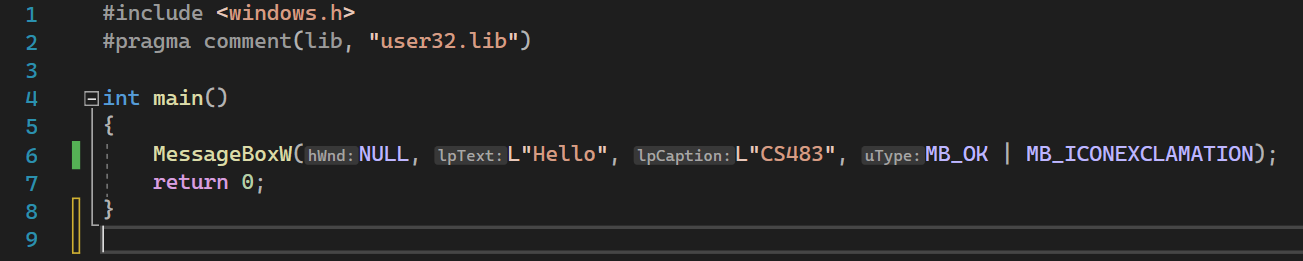 1 #include <windows.h>
2 #pragma comment(lib, "user32.lib")
3
4 int main()
5 {
6 MessageBoxW(hWnd:NULL, lpText:L"Hello", lpCaption:L"CS483", uType:MB_OK | MB_ICONEXCLAMATION);
7 return 0;
8 }
9